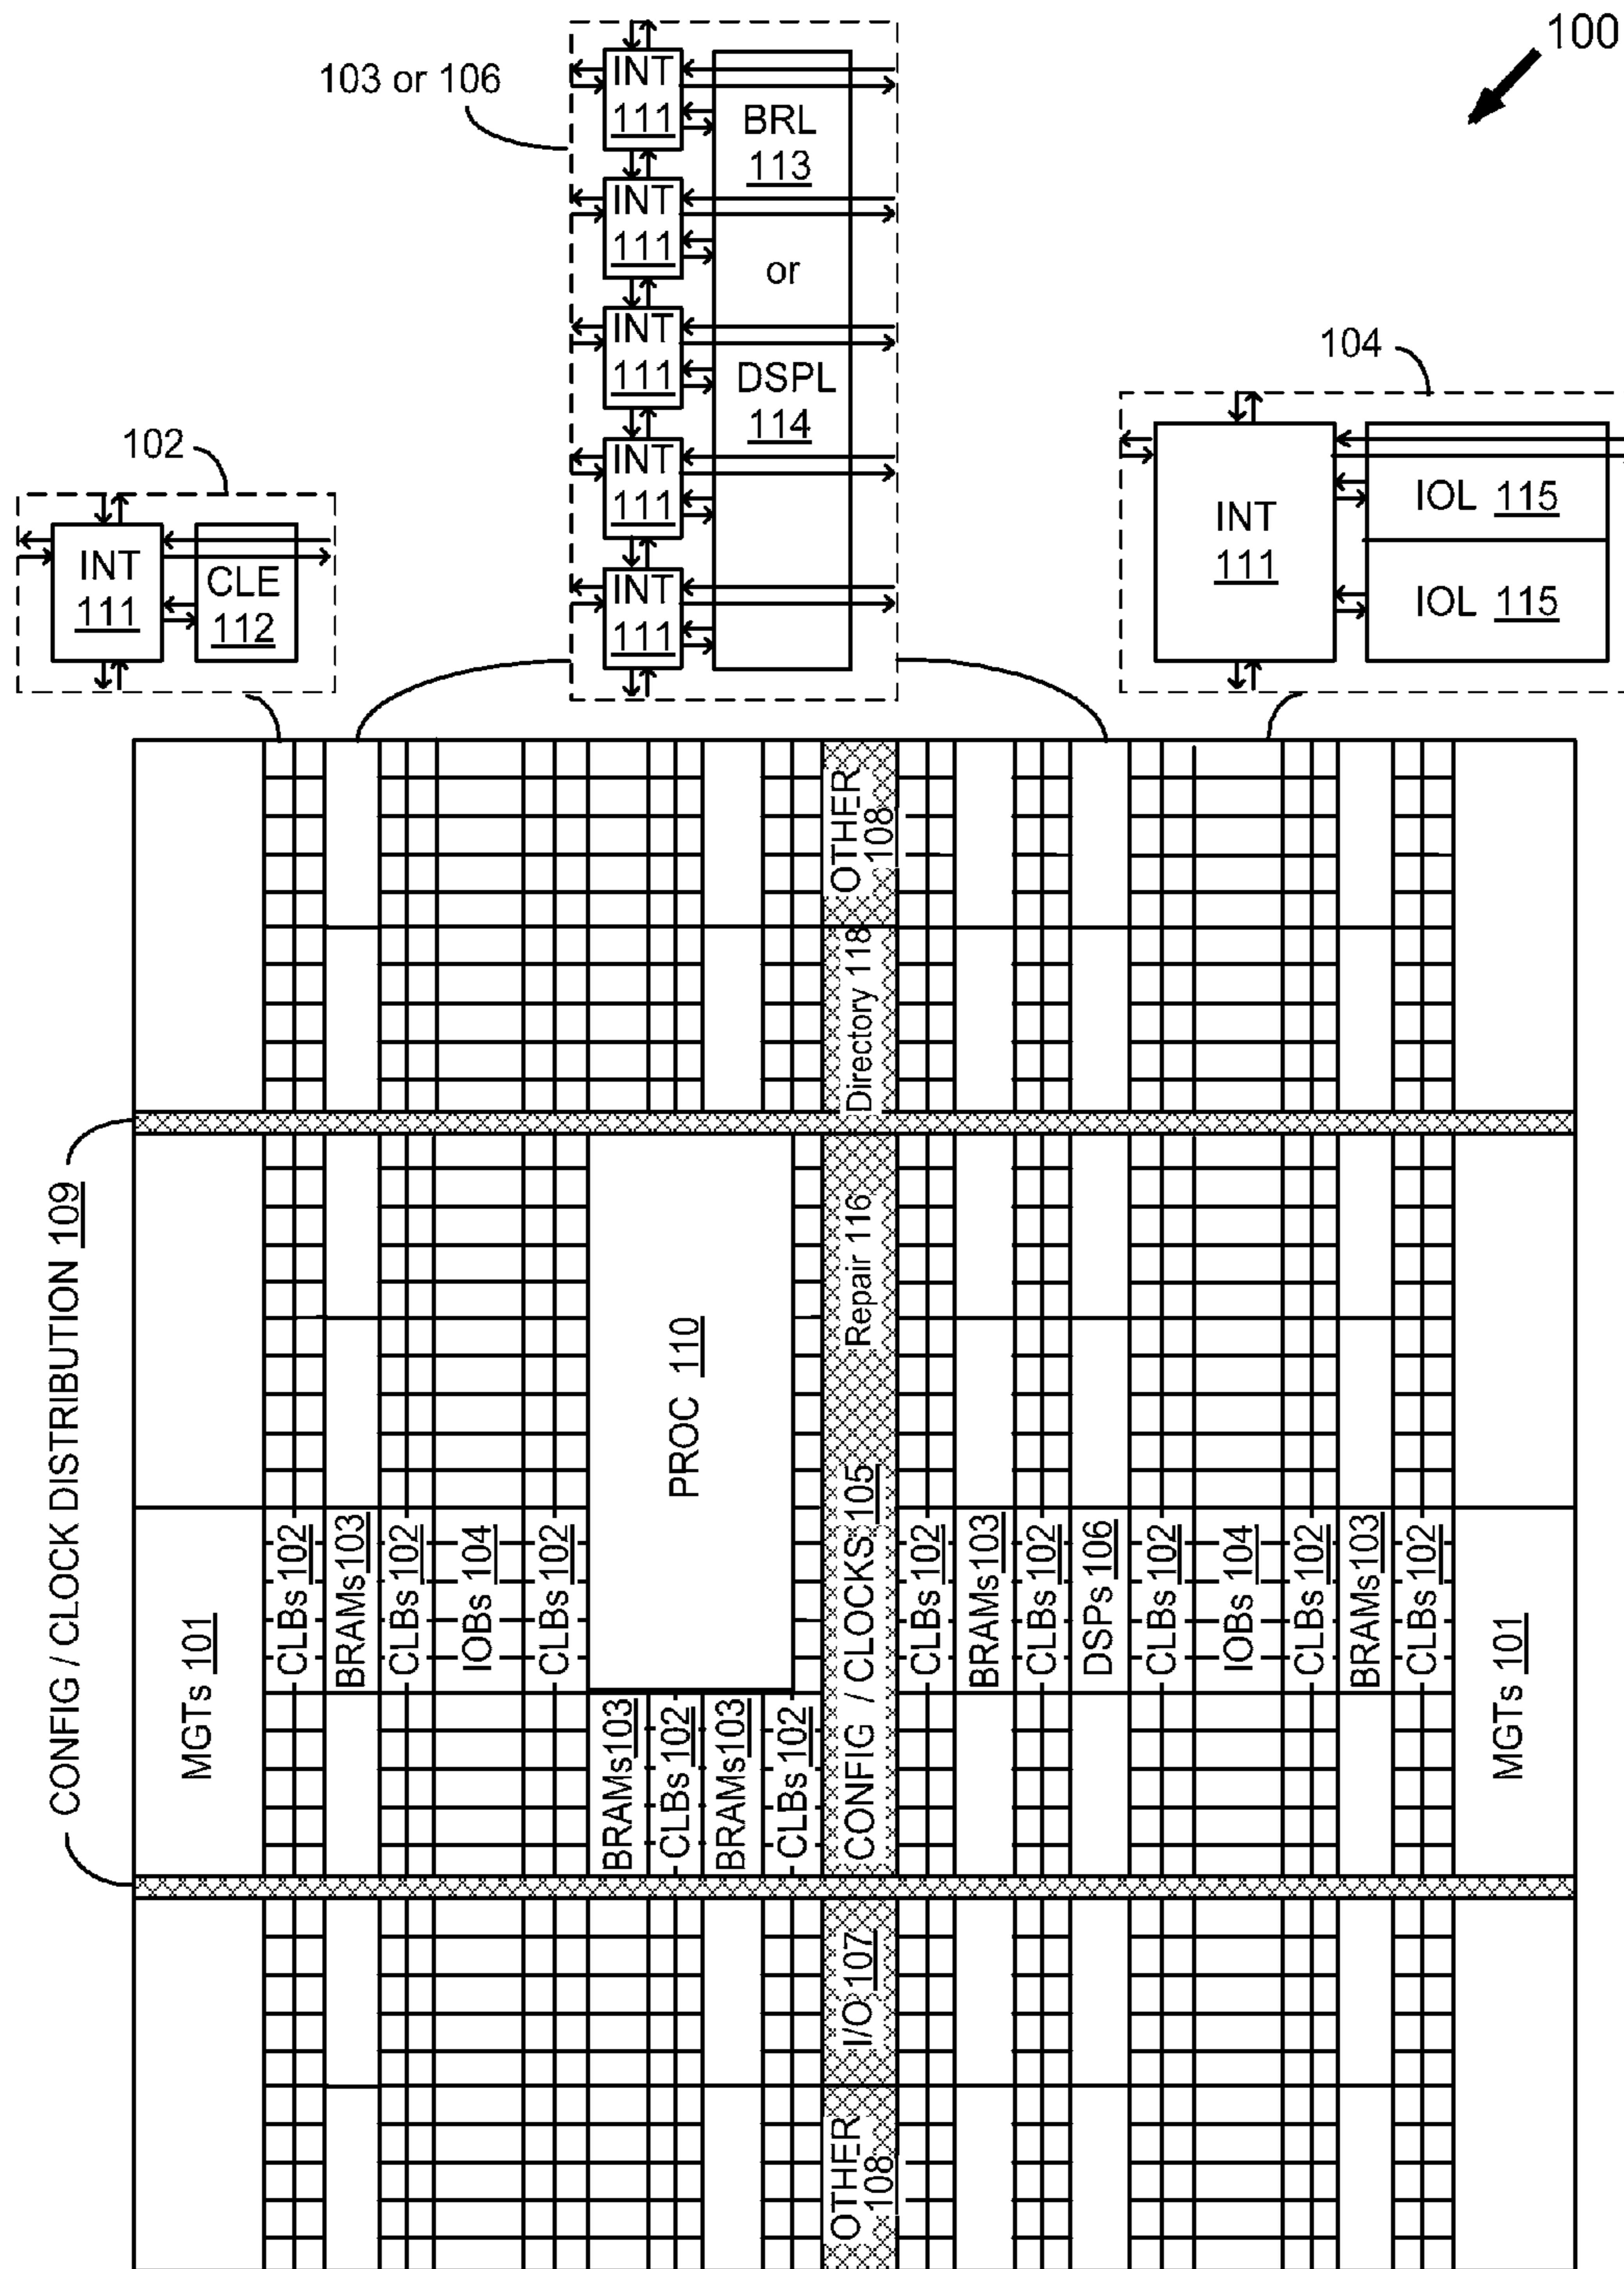 100
103 or 106
INT
111
INT
111
INT
111
INT
111
INT
111
BRL
113
or
DSPL
114
104
INT
111
IOL 115
IOL 115
102
INT
111
CLE
112
CONFIG / CLOCK DISTRIBUTION 109
MGTs 101
CLBs 102
BRAMs 103
CLBs 102
IOBs 104
CLBs 102
PROC 110
BRAMs 103
CLBs 102
BRAMs 103
CLBs 102
OTHER
108
Directory 118
Repair 116
CONFIG / CLOCKS 105
I/O 107
OTHER
108
CLBs 102
BRAMs 103
CLBs 102
DSPs 106
CLBs 102
IOBs 104
CLBs 102
BRAMs 103
CLBs 102
MGTs 101